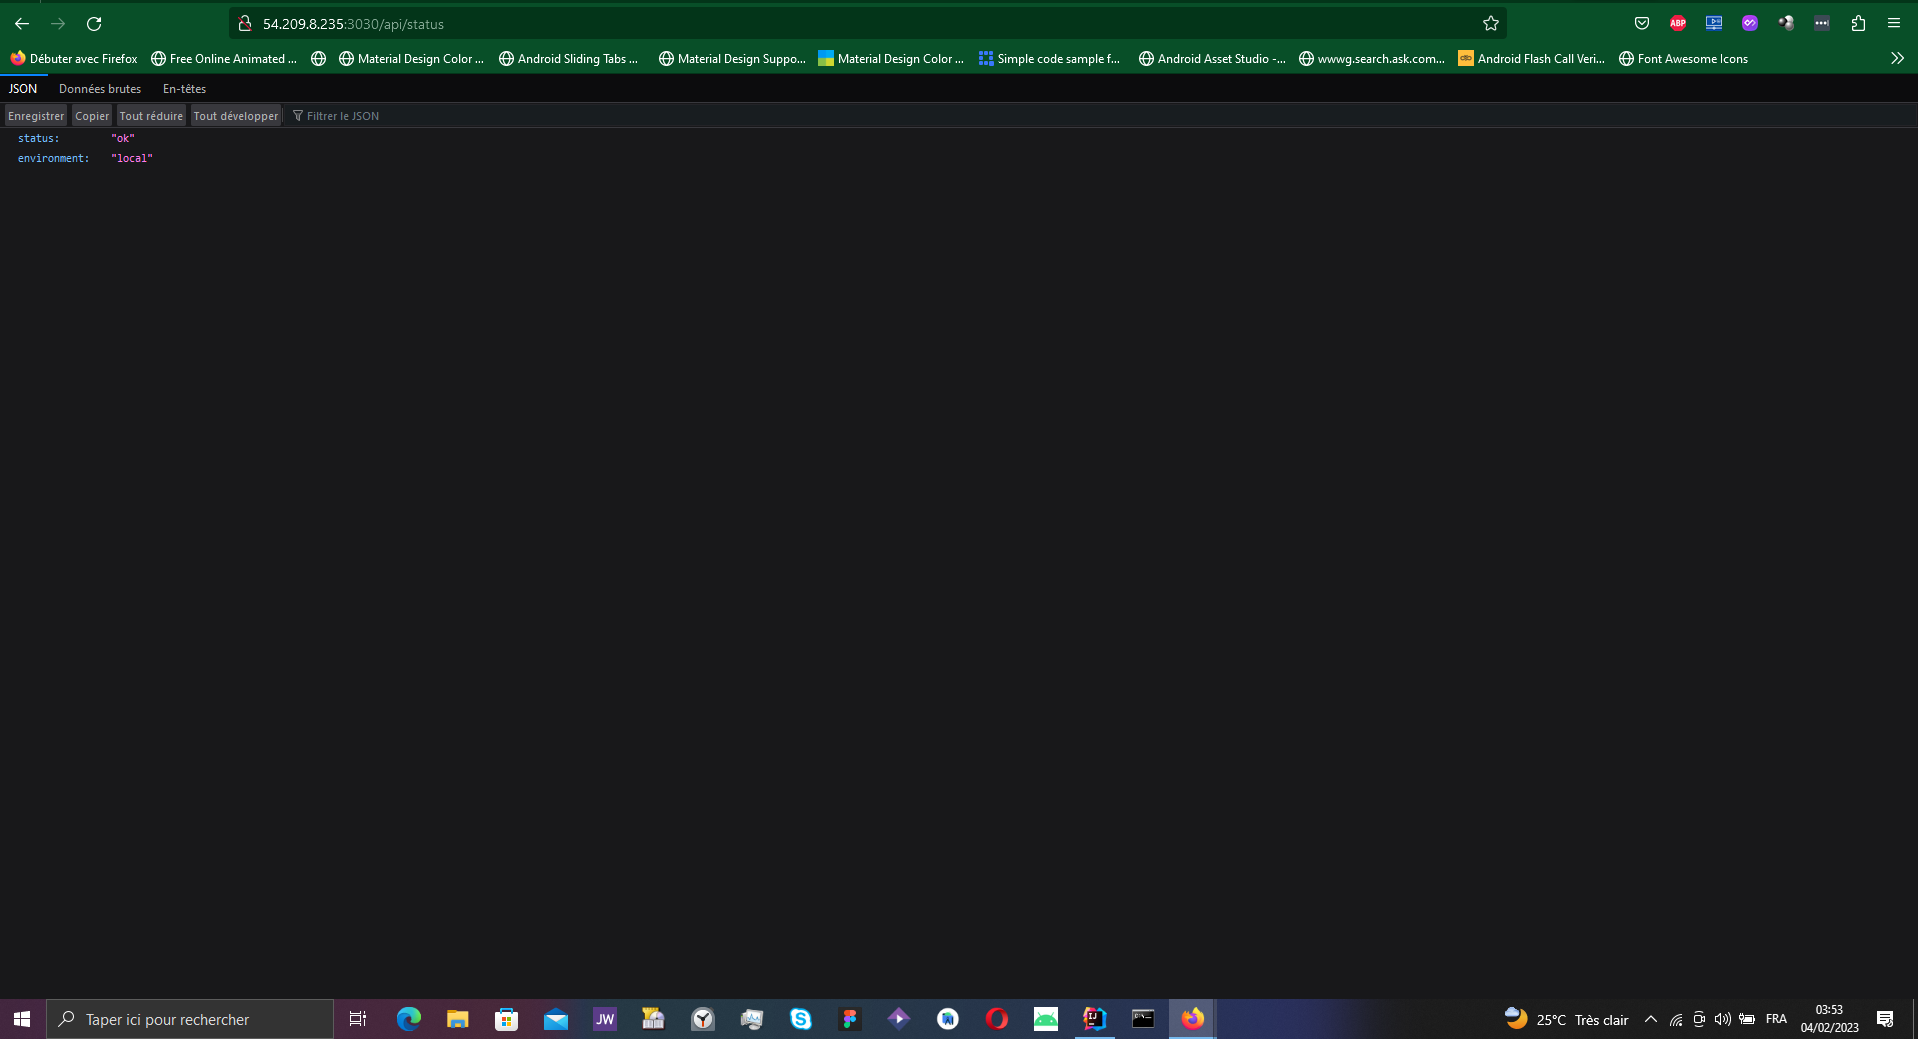 54.209.8.235:3030/api/status
ABP
Débuter avec Firefox Free Online Animated ... Material Design Color ... Android Sliding Tabs ... Material Design Suppo... Material Design Color ... Simple code sample f... Android Asset Studio -... wwwg.search.ask.com... Android Flash Call Veri... Font Awesome Icons
JSON Données brutes En-têtes
Enregistrer Copier Tout réduire Tout développer Filtrer le JSON
status: "ok"
environment: "local"
Taper ici pour rechercher JW 25°C Très clair FRA 03:53
04/02/2023